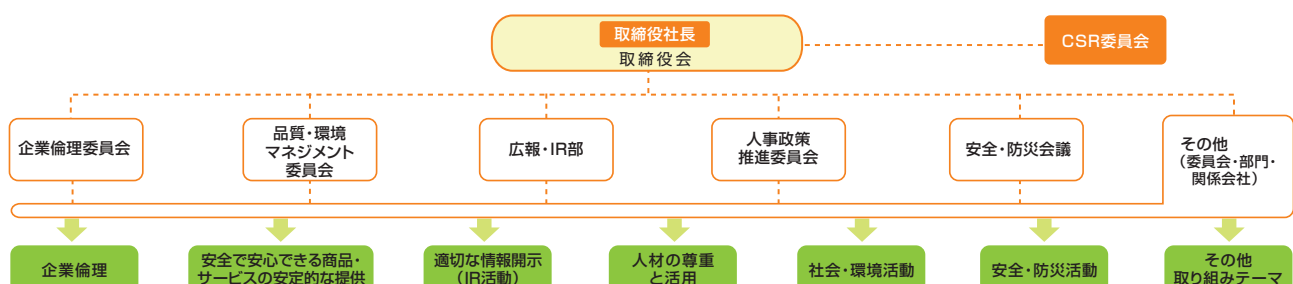 取締役社長
取締役会
CSR委員会
企業倫理委員会
品質・環境
マネジメント
委員会
広報・IR部
人事政策
推進委員会
安全・防災会議
その他
（委員会・部門・
関係会社）
企業倫理
安全で安心できる商品・
サービスの安定的な提供
適切な情報開示
（IR活動）
人材の尊重
と活用
社会・環境活動
安全・防災活動
その他
取り組みテーマ